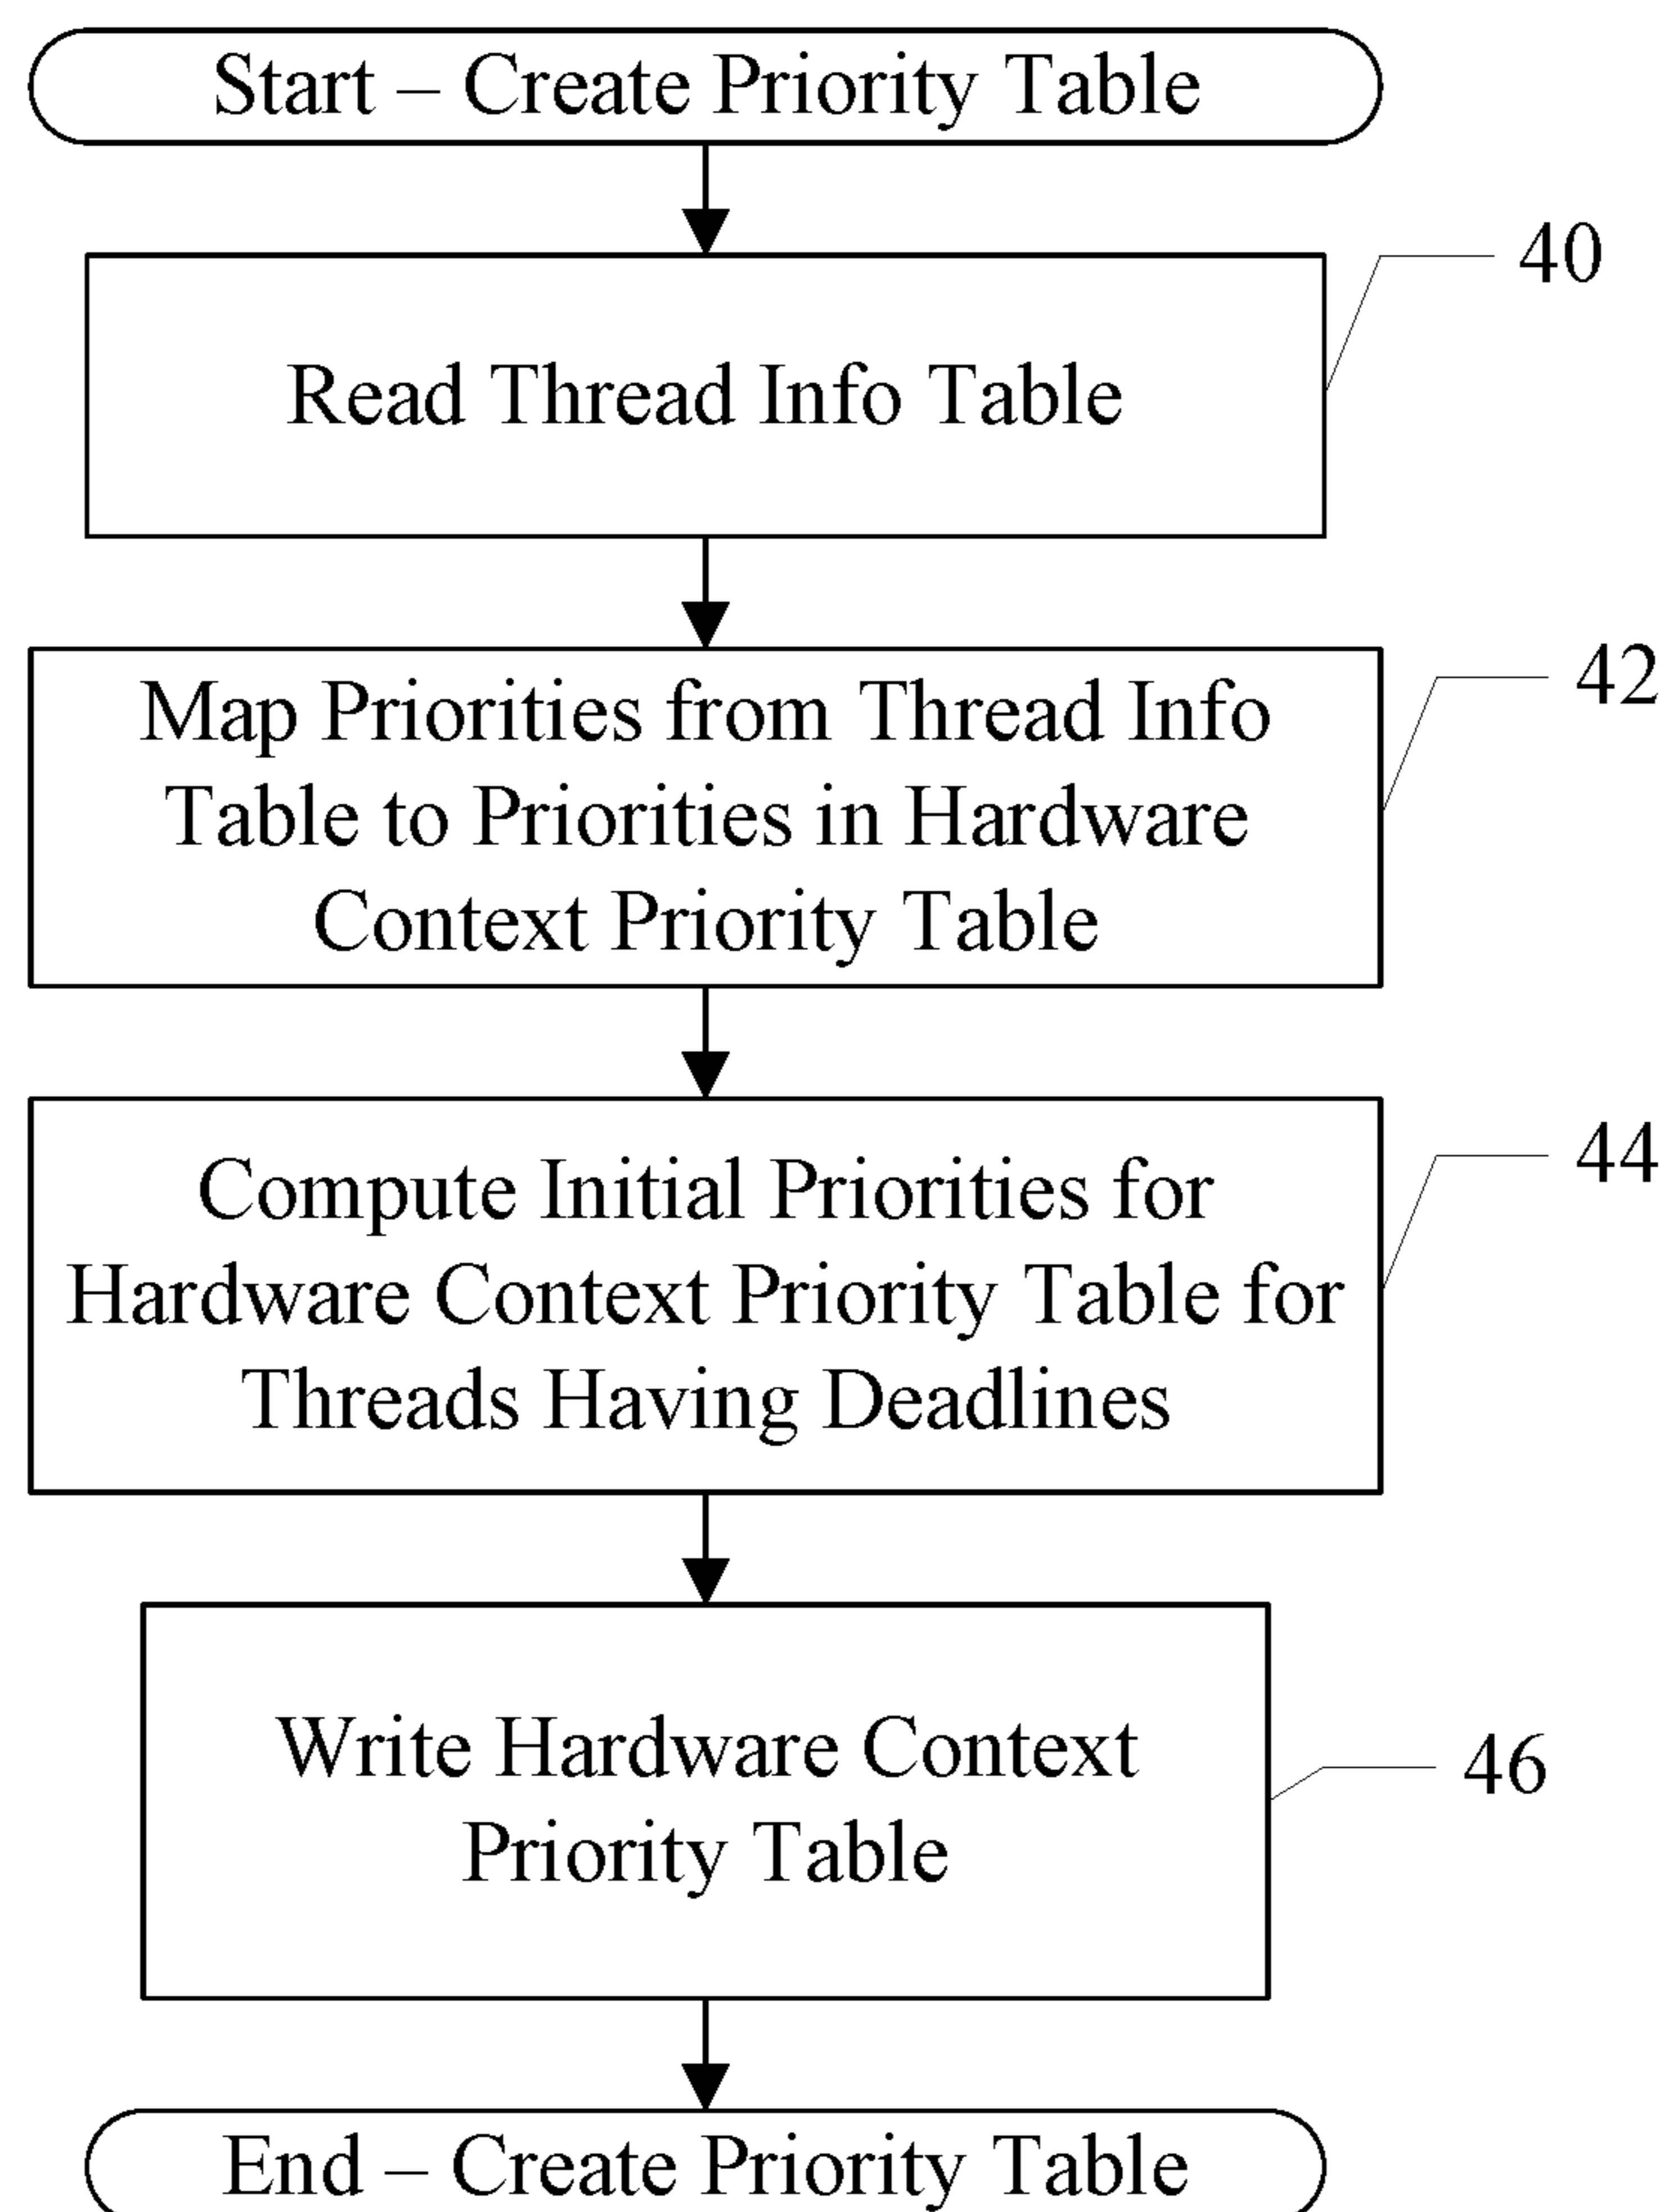 Start – Create Priority Table
40
Read Thread Info Table
42
Map Priorities from Thread Info
Table to Priorities in Hardware
Context Priority Table
44
Compute Initial Priorities for
Hardware Context Priority Table for
Threads Having Deadlines
Write Hardware Context
46
Priority Table
End – Create Priority Table